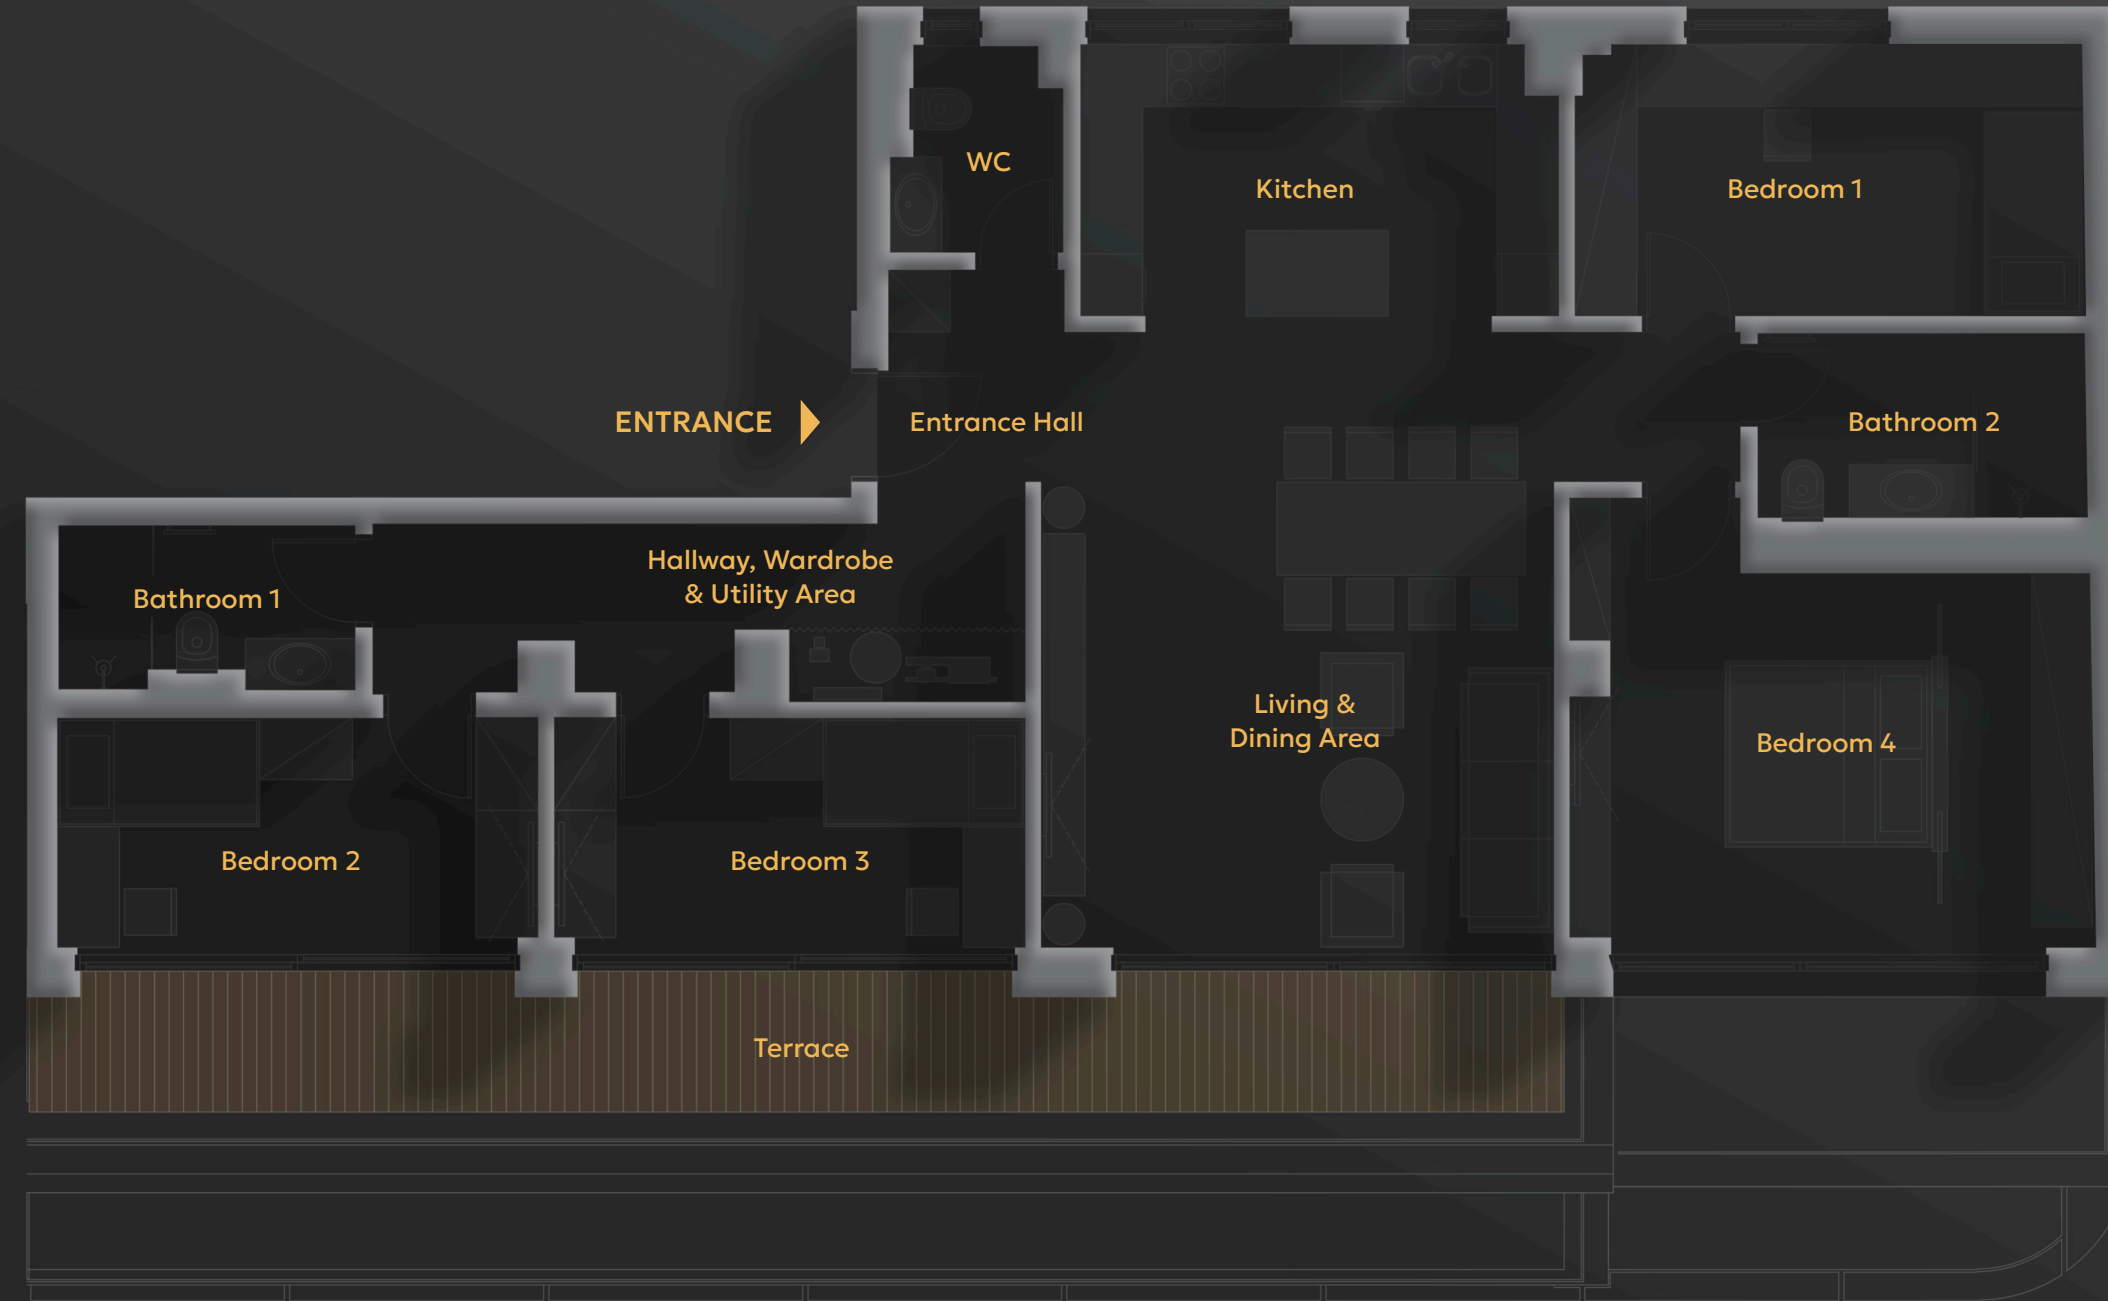 WC
Kitchen
Bedroom 1
ENTRANCE
Entrance Hall
Bathroom 2
Hallway, Wardrobe
& Utility Area
Bathroom 1
Living &
Dining Area
Bedroom 4
Bedroom 2
Bedroom 3
Terrace